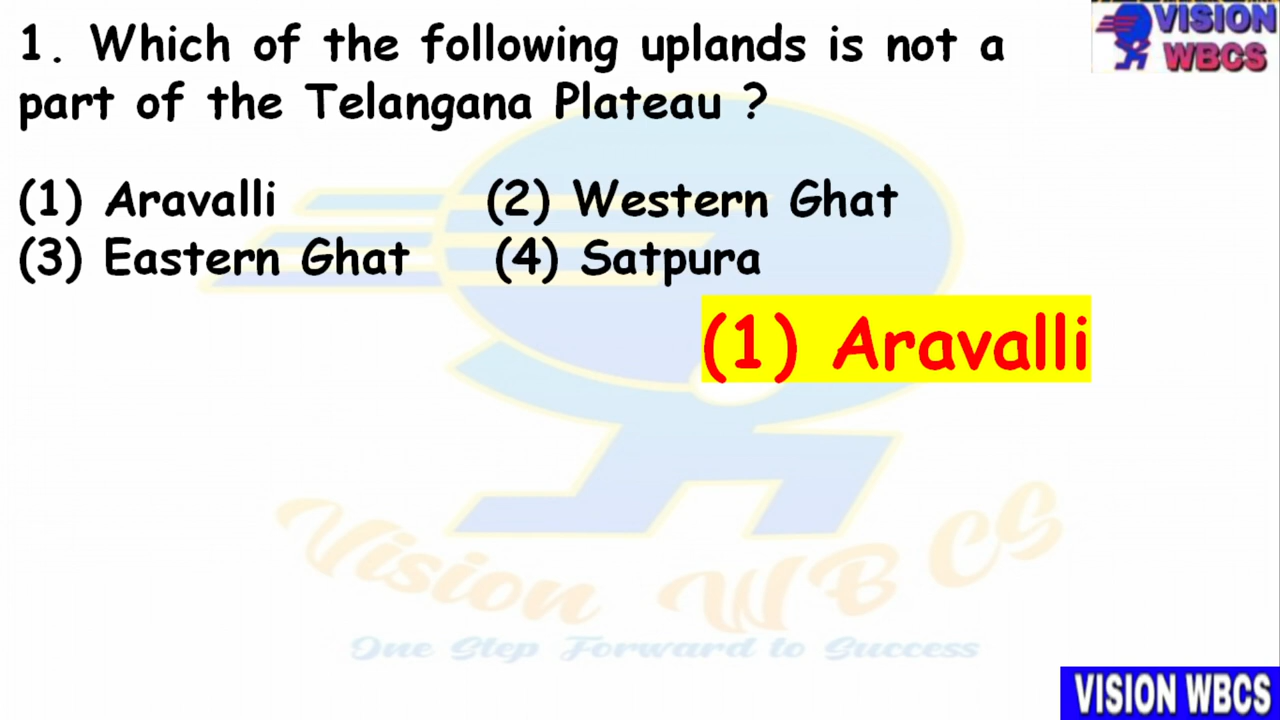 1. Which of the following uplands is not a
part of the Telangana Plateau ?
VISION
WBCS
(1) Aravalli (2) Western Ghat
(3) Eastern Ghat (4) Satpura
(1) Aravalli
Vision WBCS
One Step Forward to Success
VISION WBCS